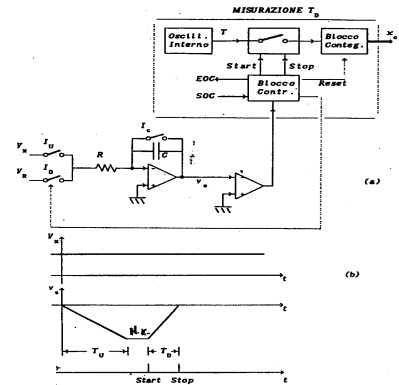 MISURAZIONE T_D
Oscill. Interno
T
Blocco Conteg.
x_c
Start
Stop
EOC
SOC
Blocco Contr.
Reset
I_U
V_x
I_D
V_R
R
I_c
C
v_o
(a)
V_x
t
(b)
v_o
t
T_U
T_D
Start
Stop
t